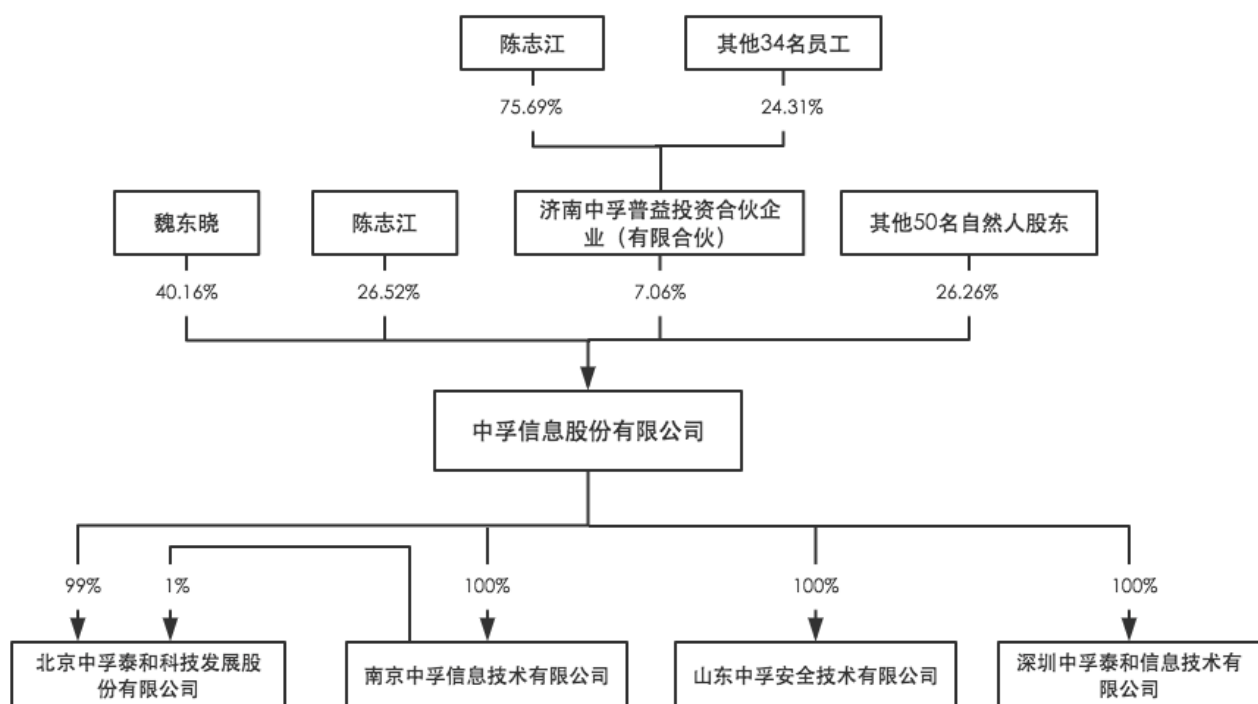 陈志江
其他34名员工
75.69%
24.31%
魏东晓
陈志江
济南中孚普益投资合伙企
业（有限合伙）
其他50名自然人股东
40.16%
26.52%
7.06%
26.26%
中孚信息股份有限公司
99%
1%
100%
100%
100%
北京中孚泰和科技发展股
份有限公司
南京中孚信息技术有限公司
山东中孚安全技术有限公司
深圳中孚泰和信息技术有
限公司